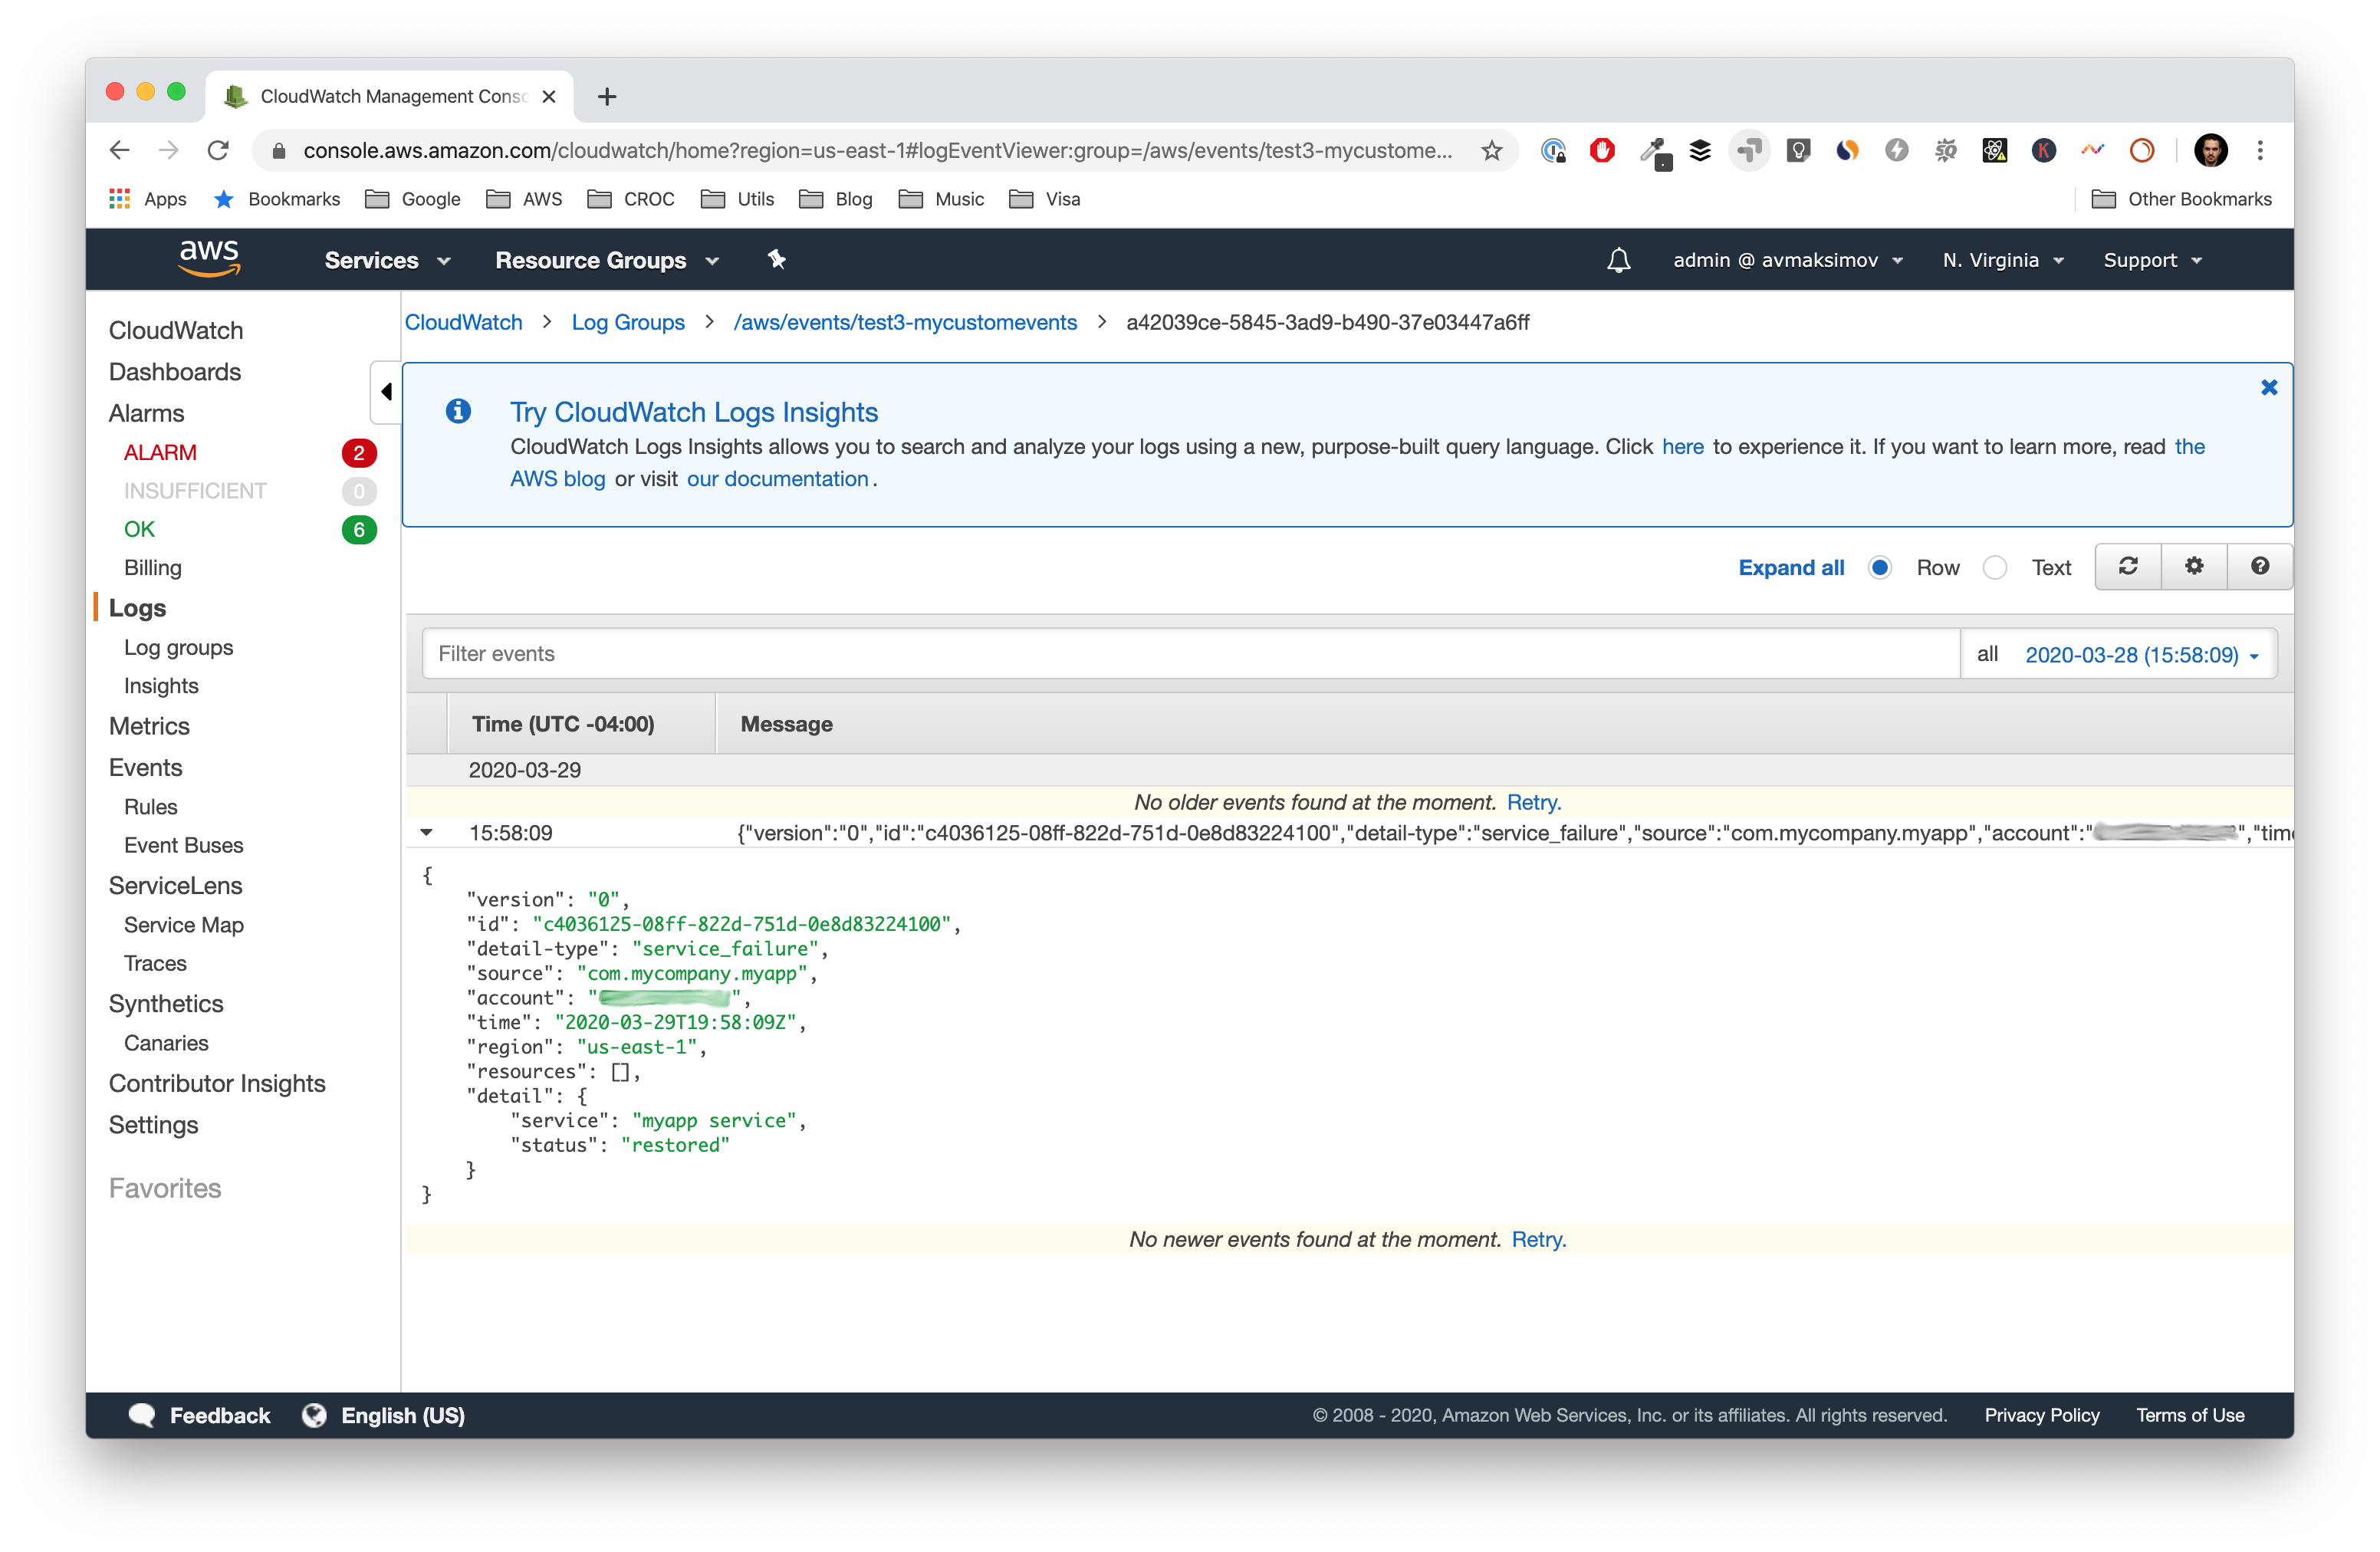 CloudWatch Management Conso
console.aws.amazon.com/cloudwatch/home?region=us-east-1#logEventViewer:group=/aws/events/test3-mycustome...
Apps Bookmarks Google AWS CROC Utils Blog Music Visa Other Bookmarks
aws Services Resource Groups admin @ avmaksimov N. Virginia Support
CloudWatch
Dashboards
Alarms
ALARM 2
INSUFFICIENT 0
OK 6
Billing
Logs
Log groups
Insights
Metrics
Events
Rules
Event Buses
ServiceLens
Service Map
Traces
Synthetics
Canaries
Contributor Insights
Settings
Favorites
CloudWatch > Log Groups > /aws/events/test3-mycustomevents > a42039ce-5845-3ad9-b490-37e03447a6ff
Try CloudWatch Logs Insights
CloudWatch Logs Insights allows you to search and analyze your logs using a new, purpose-built query language. Click here to experience it. If you want to learn more, read the
AWS blog or visit our documentation.
Expand all Row Text
Filter events all 2020-03-28 (15:58:09)
Time (UTC -04:00) Message
2020-03-29
No older events found at the moment. Retry.
15:58:09 {"version":"0","id":"c4036125-08ff-822d-751d-0e8d83224100","detail-type":"service_failure","source":"com.mycompany.myapp","account":" ","time
{
"version": "0",
"id": "c4036125-08ff-822d-751d-0e8d83224100",
"detail-type": "service_failure",
"source": "com.mycompany.myapp",
"account": " ",
"time": "2020-03-29T19:58:09Z",
"region": "us-east-1",
"resources": [],
"detail": {
"service": "myapp service",
"status": "restored"
}
}
No newer events found at the moment. Retry.
Feedback English (US) © 2008 - 2020, Amazon Web Services, Inc. or its affiliates. All rights reserved. Privacy Policy Terms of Use